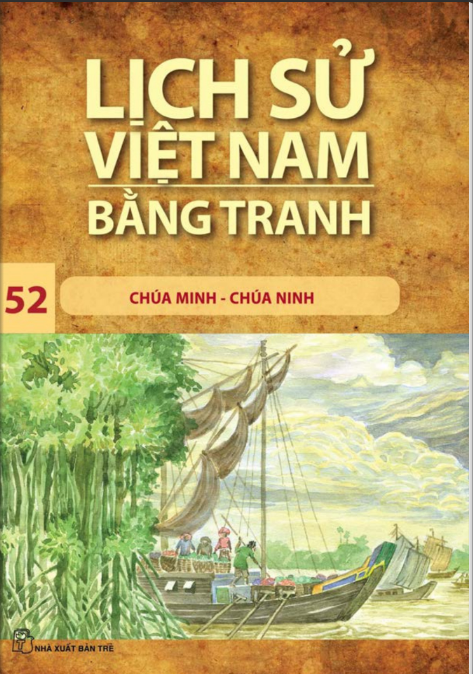 LỊCH SỬ
VIỆT NAM
BẰNG TRANH
52
CHÚA MINH - CHÚA NINH
NHÀ XUẤT BẢN TRẺ